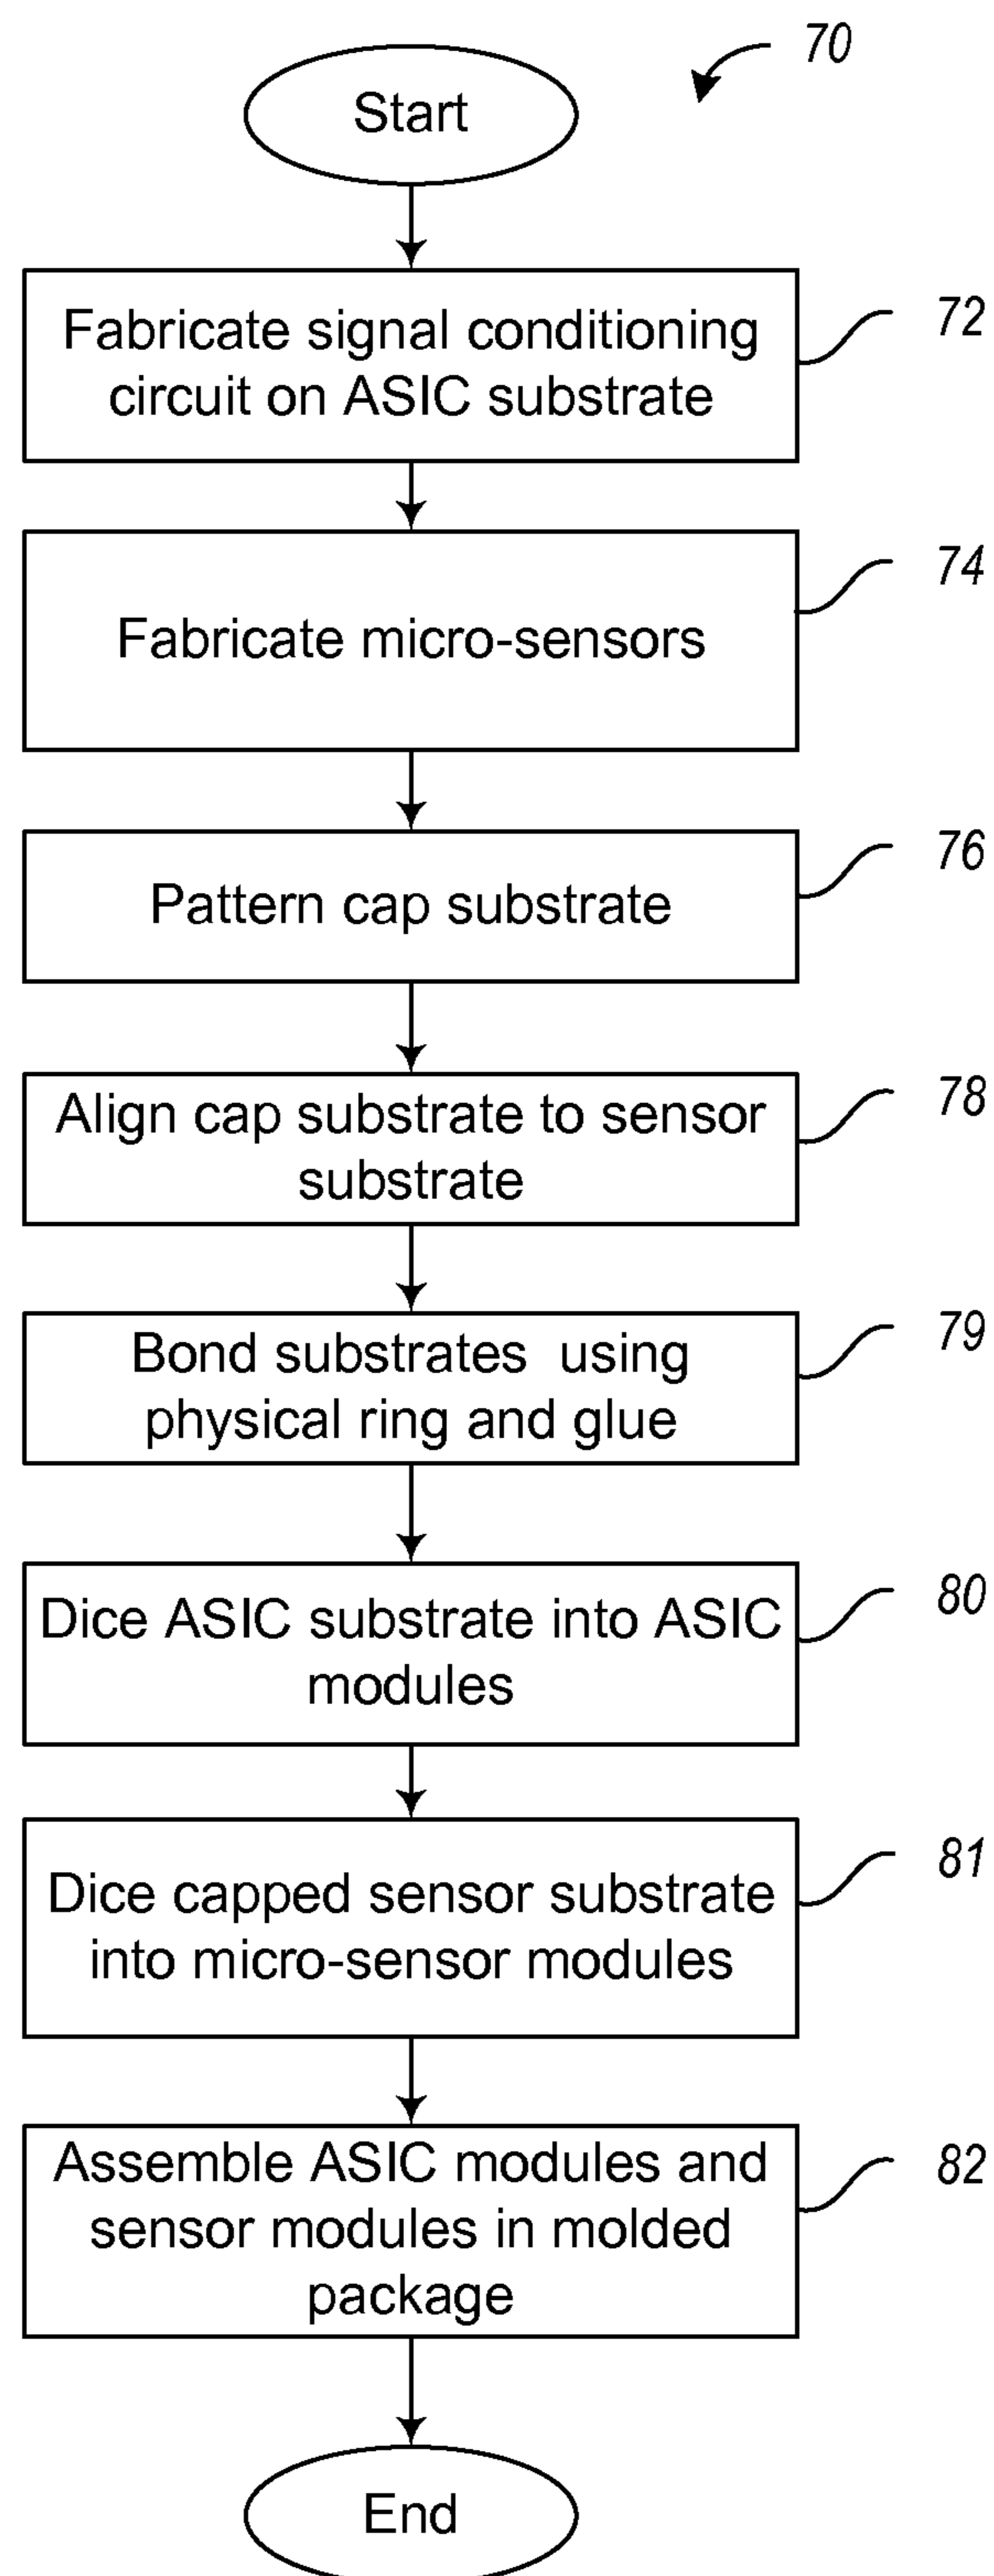 70
Start
Fabricate signal conditioning
circuit on ASIC substrate
72
Fabricate micro-sensors
74
Pattern cap substrate
76
Align cap substrate to sensor
substrate
78
Bond substrates using
physical ring and glue
79
Dice ASIC substrate into ASIC
modules
80
Dice capped sensor substrate
into micro-sensor modules
81
Assemble ASIC modules and
sensor modules in molded
package
82
End